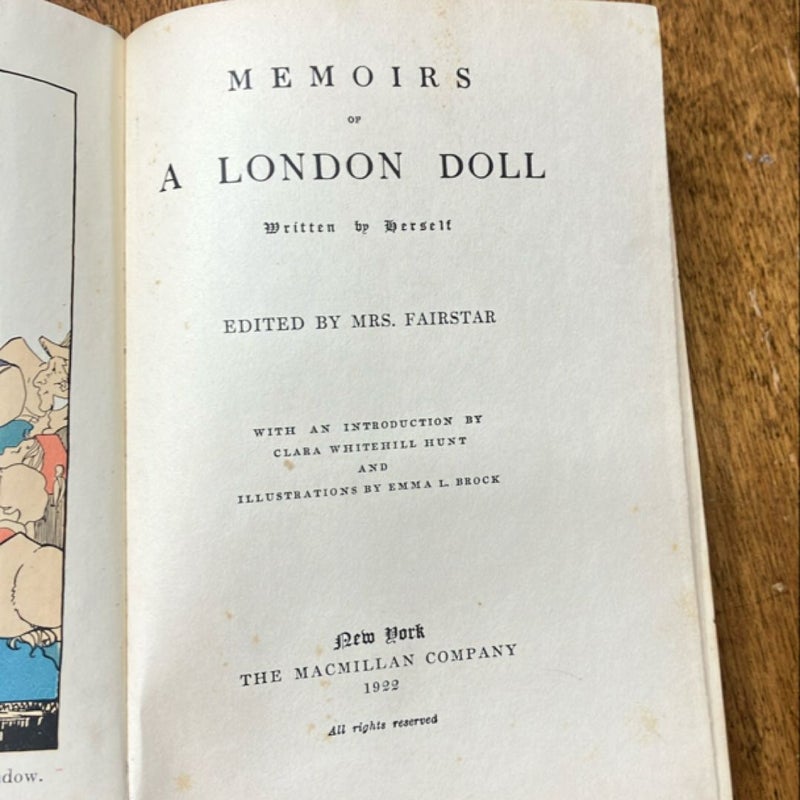 MEMOIRS
OF
A LONDON DOLL
Written by Herself
EDITED BY MRS. FAIRSTAR
WITH AN INTRODUCTION BY
CLARA WHITEHILL HUNT
AND
ILLUSTRATIONS BY EMMA L. BROCK
New York
THE MACMILLAN COMPANY
1922
All rights reserved
dow.